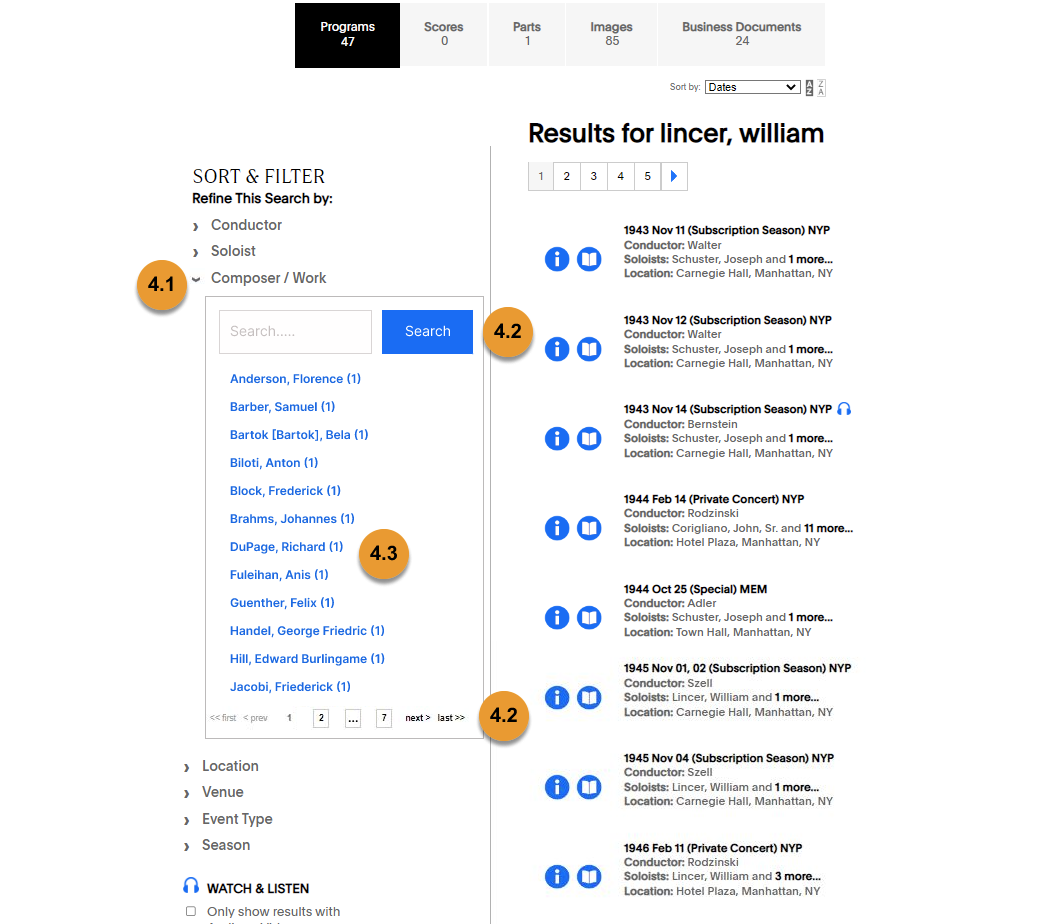 Programs
47
Scores
0
Parts
1
Images
85
Business Documents
24
Sort by: Dates
A
Z
Z
A
Results for lincer, william
1 2 3 4 5
SORT & FILTER
Refine This Search by:
Conductor
Soliost
Composer / Work
4.1
Search.....
Search
4.2
Anderson, Florence (1)
Barber, Samuel (1)
Bartok [Bartok], Bela (1)
Biloti, Anton (1)
Block, Frederick (1)
Brahms, Johannes (1)
DuPage, Richard (1)
4.3
Fuleihan, Anis (1)
Guenther, Felix (1)
Handel, George Friedric (1)
Hill, Edward Burlingame (1)
Jacobi, Friederick (1)
<< first < prev 1 2 ... 7 next > last >>
4.2
Location
Venue
Event Type
Season
WATCH & LISTEN
Only show results with
1943 Nov 11 (Subscription Season) NYP
Conductor: Walter
Soloists: Schuster, Joseph and 1 more...
Location: Carnegie Hall, Manhattan, NY
1943 Nov 12 (Subscription Season) NYP
Conductor: Walter
Soloists: Schuster, Joseph and 1 more...
Location: Carnegie Hall, Manhattan, NY
1943 Nov 14 (Subscription Season) NYP
Conductor: Bernstein
Soloists: Schuster, Joseph and 1 more...
Location: Carnegie Hall, Manhattan, NY
1944 Feb 14 (Private Concert) NYP
Conductor: Rodzinski
Soloists: Corigliano, John, Sr. and 11 more...
Location: Hotel Plaza, Manhattan, NY
1944 Oct 25 (Special) MEM
Conductor: Adler
Soloists: Schuster, Joseph and 1 more...
Location: Town Hall, Manhattan, NY
1945 Nov 01, 02 (Subscription Season) NYP
Conductor: Szell
Soloists: Lincer, William and 1 more...
Location: Carnegie Hall, Manhattan, NY
1945 Nov 04 (Subscription Season) NYP
Conductor: Szell
Soloists: Lincer, William and 1 more...
Location: Carnegie Hall, Manhattan, NY
1946 Feb 11 (Private Concert) NYP
Conductor: Rodzinski
Soloists: Lincer, William and 3 more...
Location: Hotel Plaza, Manhattan, NY